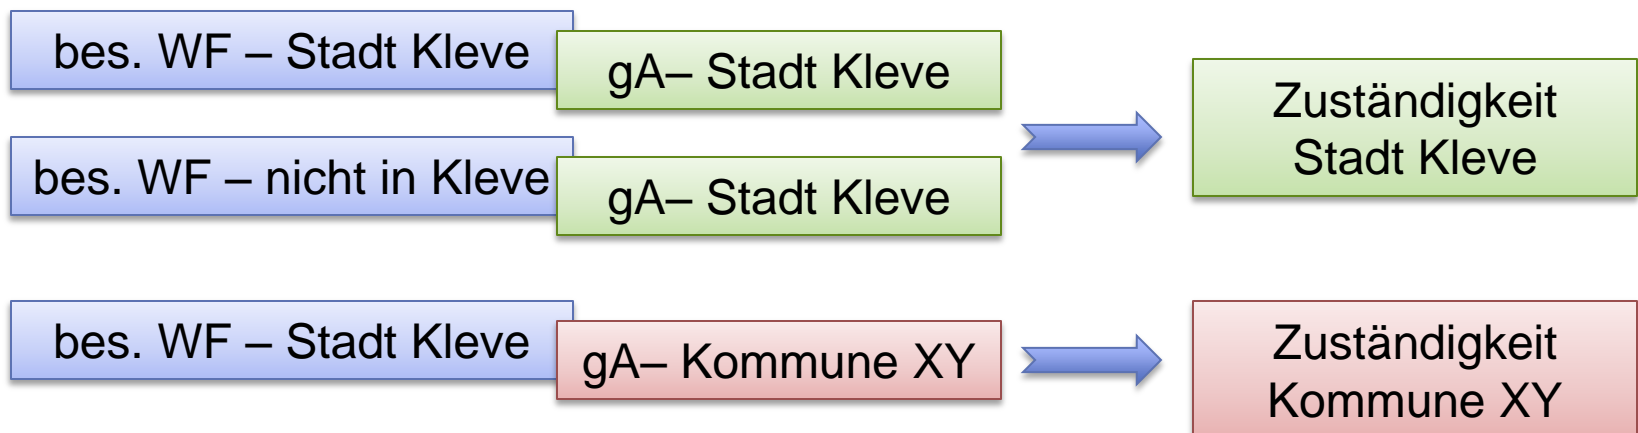 bes. WF – Stadt Kleve
gA– Stadt Kleve
bes. WF – nicht in Kleve
gA– Stadt Kleve
Zuständigkeit
Stadt Kleve
bes. WF – Stadt Kleve
gA– Kommune XY
Zuständigkeit
Kommune XY